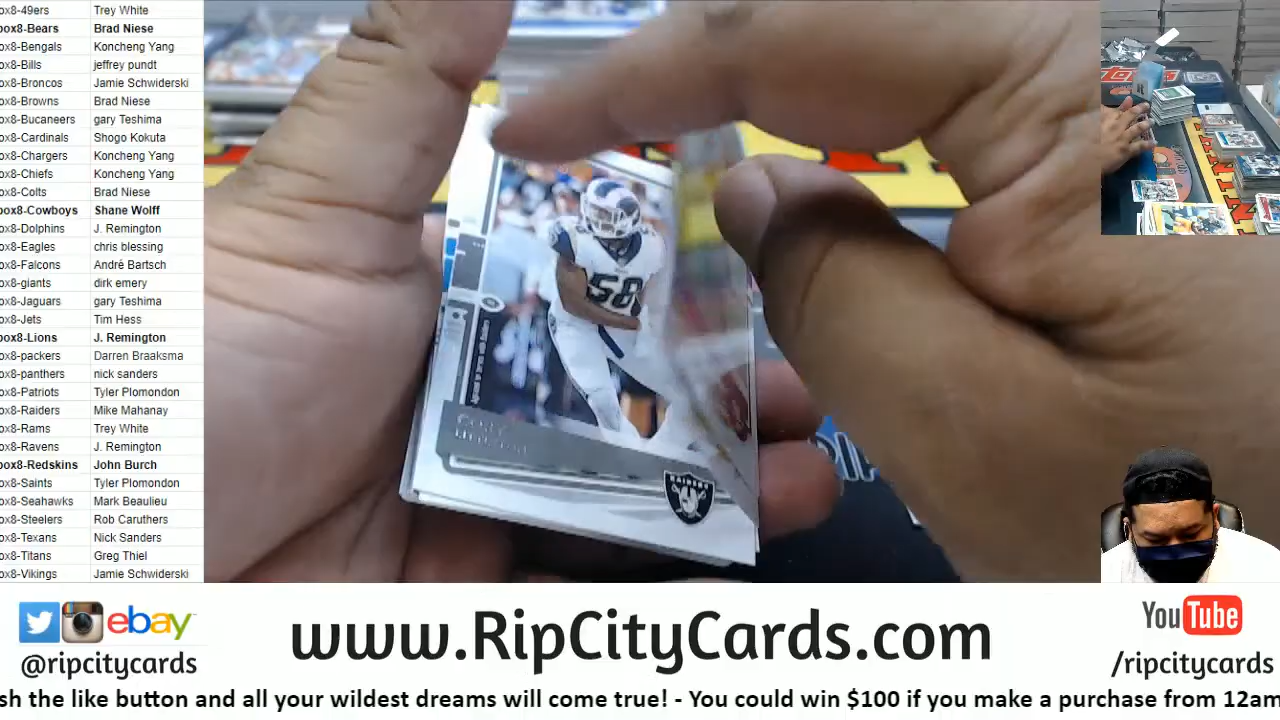 ox8-49ers Trey White
box8-Bears Brad Niese
ox8-Bengals Koncheng Yang
ox8-Bills jeffrey pundt
ox8-Broncos Jamie Schwiderski
ox8-Browns Brad Niese
ox8-Bucaneers gary Teshima
ox8-Cardinals Shogo Kokuta
ox8-Chargers Koncheng Yang
ox8-Chiefs Koncheng Yang
ox8-Colts Brad Niese
box8-Cowboys Shane Wolff
ox8-Dolphins J. Remington
ox8-Eagles chris blessing
ox8-Falcons André Bartsch
ox8-giants dirk emery
ox8-Jaguars gary Teshima
ox8-Jets Tim Hess
box8-Lions J. Remington
ox8-packers Darren Braaksma
ox8-panthers nick sanders
ox8-Patriots Tyler Plomondon
ox8-Raiders Mike Mahanay
ox8-Rams Trey White
ox8-Ravens J. Remington
box8-Redskins John Burch
ox8-Saints Tyler Plomondon
ox8-Seahawks Mark Beaulieu
ox8-Steelers Rob Caruthers
ox8-Texans Nick Sanders
ox8-Titans Greg Thiel
ox8-Vikings Jamie Schwiderski
58
RAIDERS
ebay
@ripcitycards
www.RipCityCards.com
YouTube
/ripcitycards
sh the like button and all your wildest dreams will come true! - You could win $100 if you make a purchase from 12am